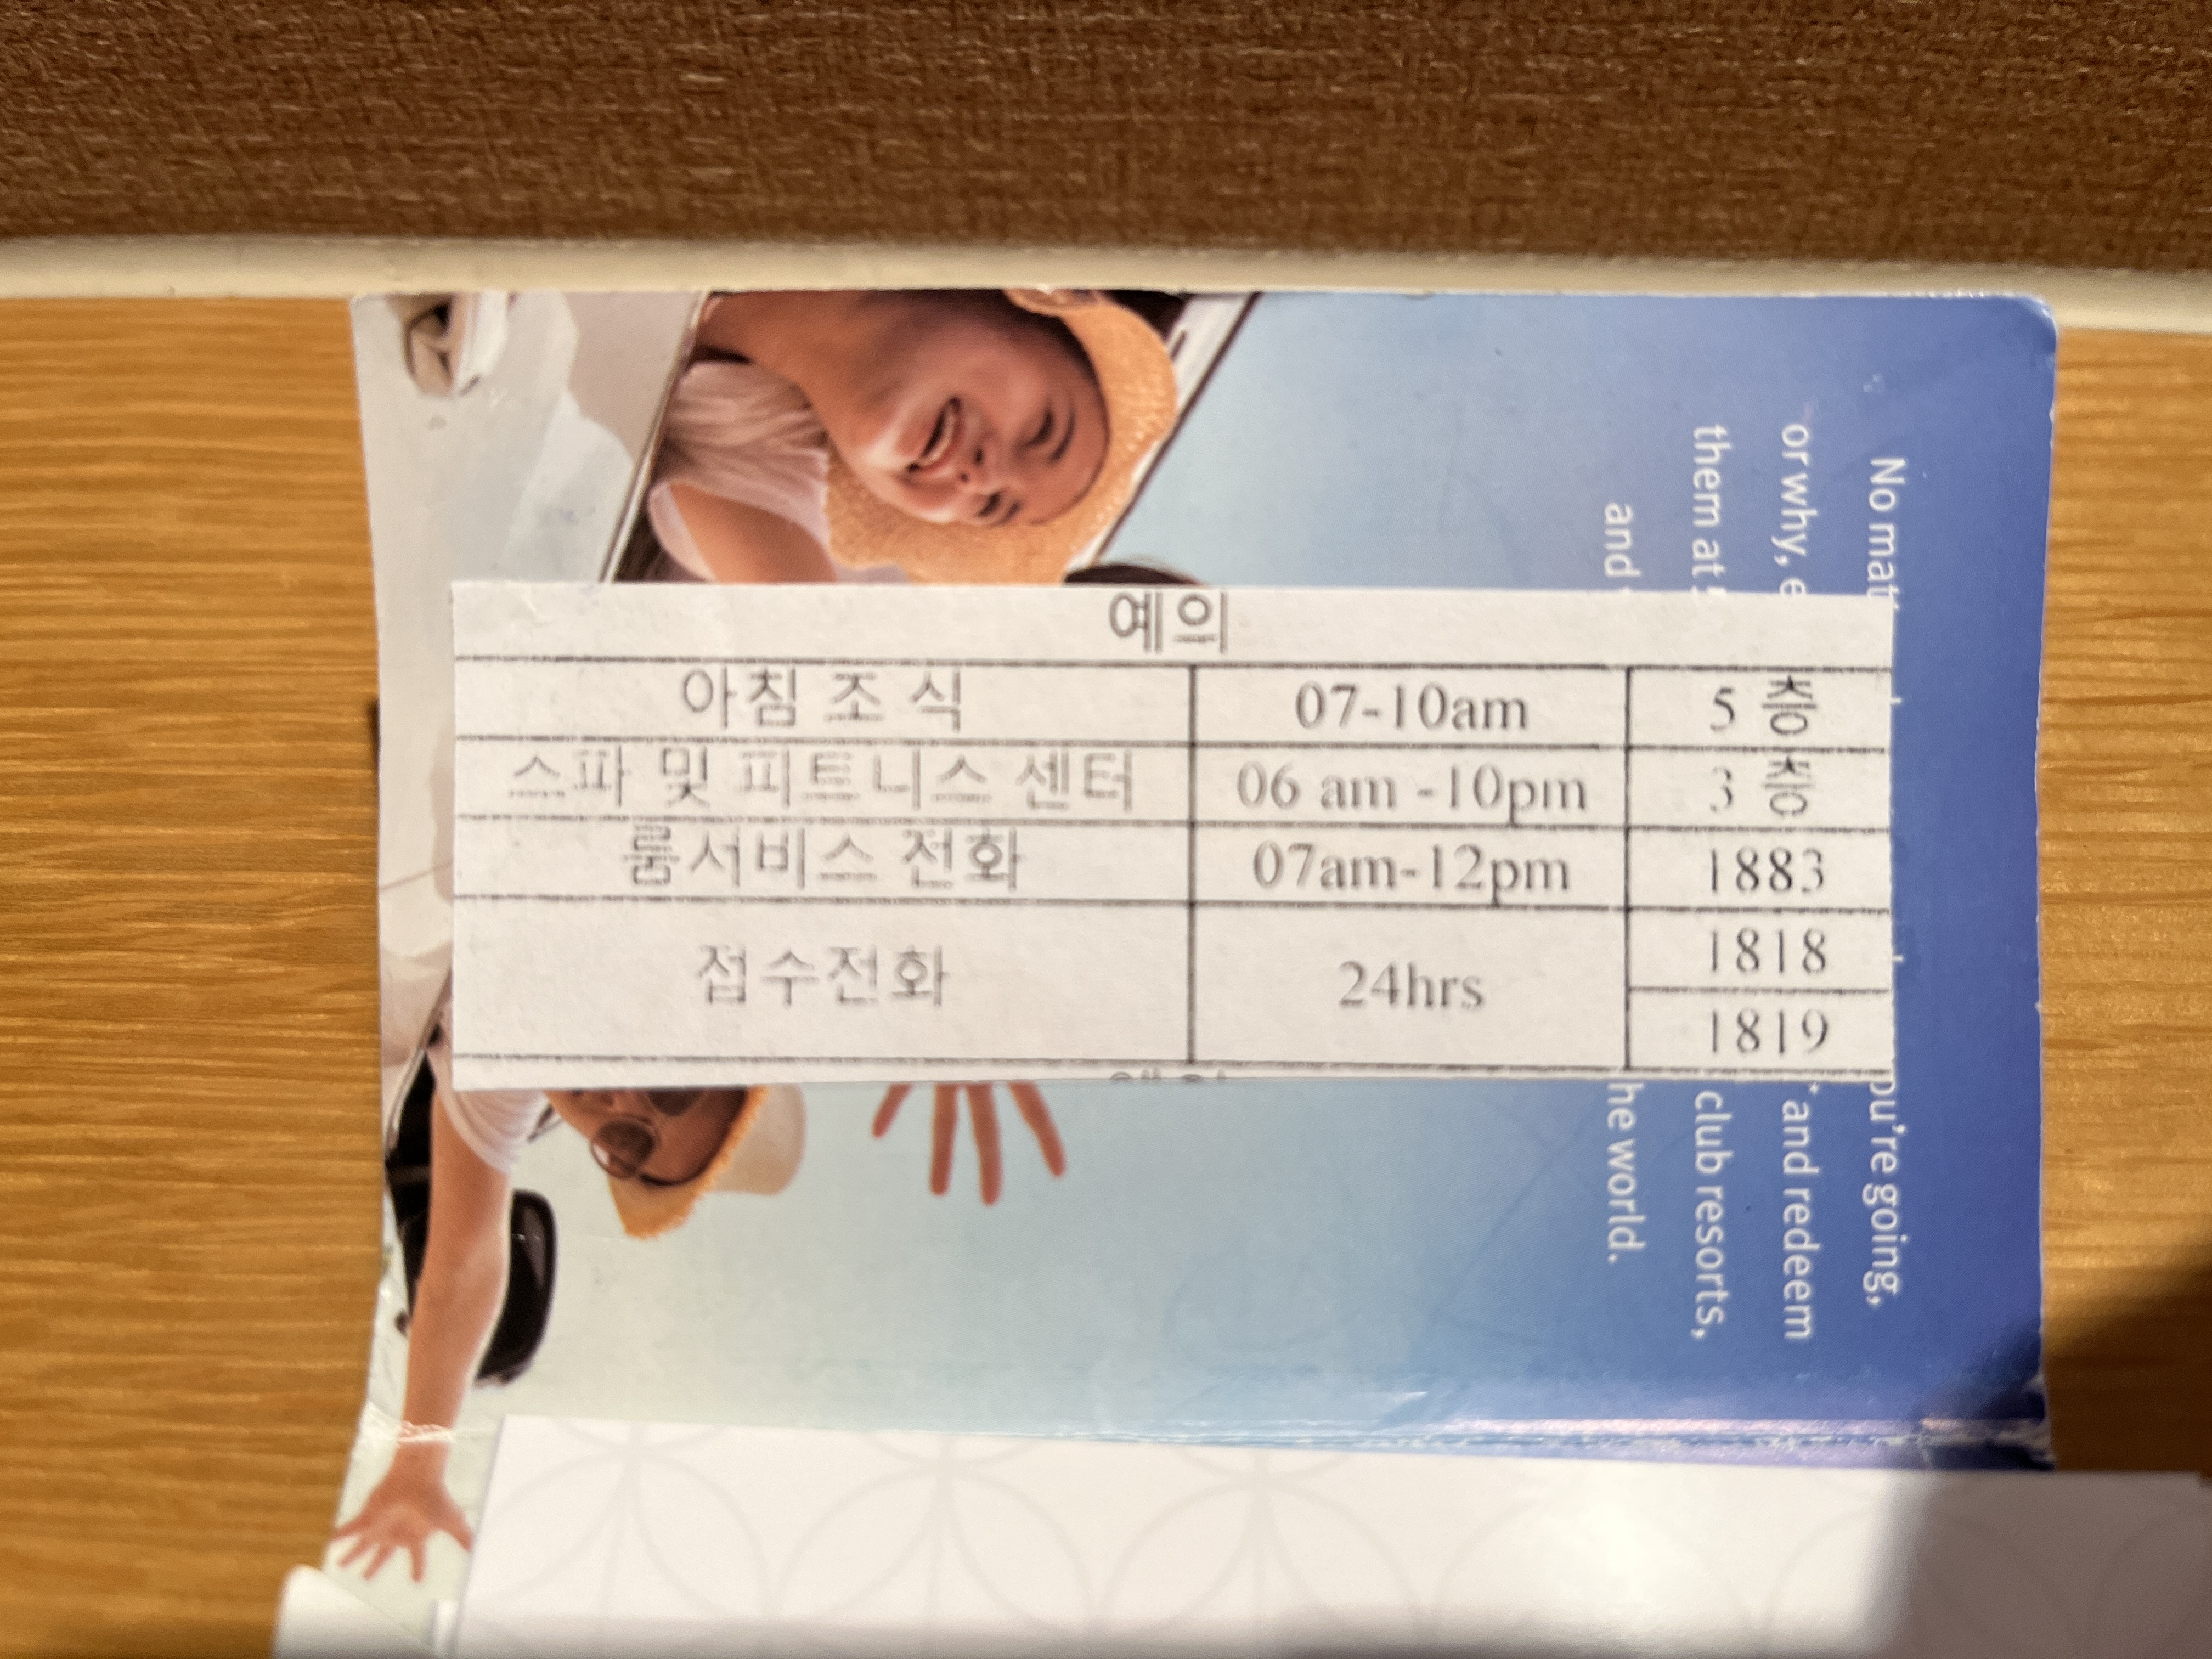 예의
아침 조 식 07-10am 5 층
스파 및 피트니스 센터 06 am -10pm 3 층
룸서비스 전화 07am-12pm 1883
접수전화 24hrs 1818
1819
No matt ou're going,
or why, e * and redeem
them at club resorts,
and he world.